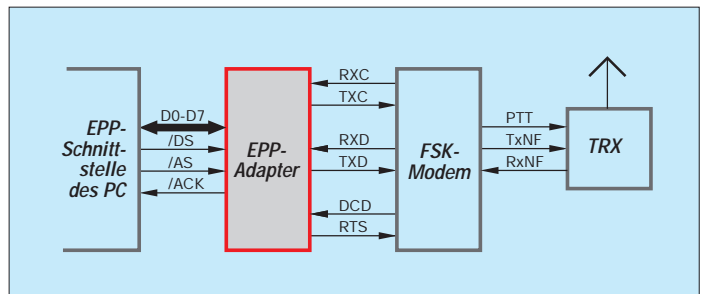 EPP-
Schnitt-
stelle
des PC
D0-D7
/DS
/AS
/ACK
EPP-
Adapter
RXC
TXC
RXD
TXD
DCD
RTS
FSK-
Modem
PTT
TxNF
RxNF
TRX